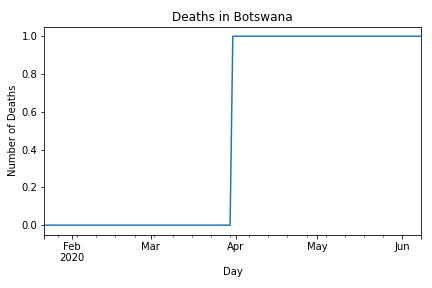 Deaths in Botswana
Number of Deaths
1.0
0.8
0.6
0.4
0.2
0.0
Feb
2020
Mar
Apr
May
Jun
Day